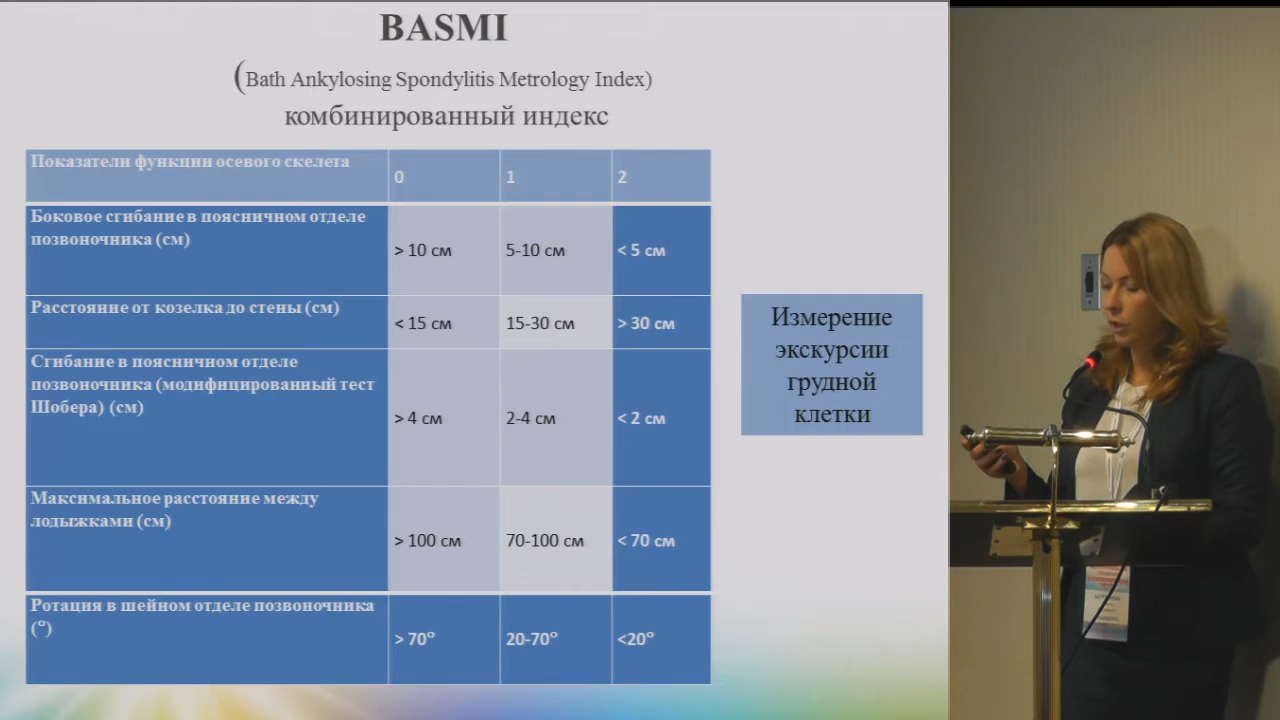 BASMI
(Bath Ankylosing Spondylitis Metrology Index)
комбинированный индекс
Показатели функции осевого скелета
0
1
2
Боковое сгибание в поясничном отделе
позвоночника (см)
> 10 см
5-10 см
< 5 см
Расстояние от козелка до стены (см)
< 15 см
15-30 см
> 30 см
Сгибание в поясничном отделе
позвоночника (модифицированный тест
Шобера) (см)
> 4 см
2-4 см
< 2 см
Максимальное расстояние между
лодыжками (см)
> 100 см
70-100 см
< 70 см
Ротация в шейном отделе позвоночника
(°)
> 70°
20-70°
<20°
Измерение
экскурсии
грудной
клетки